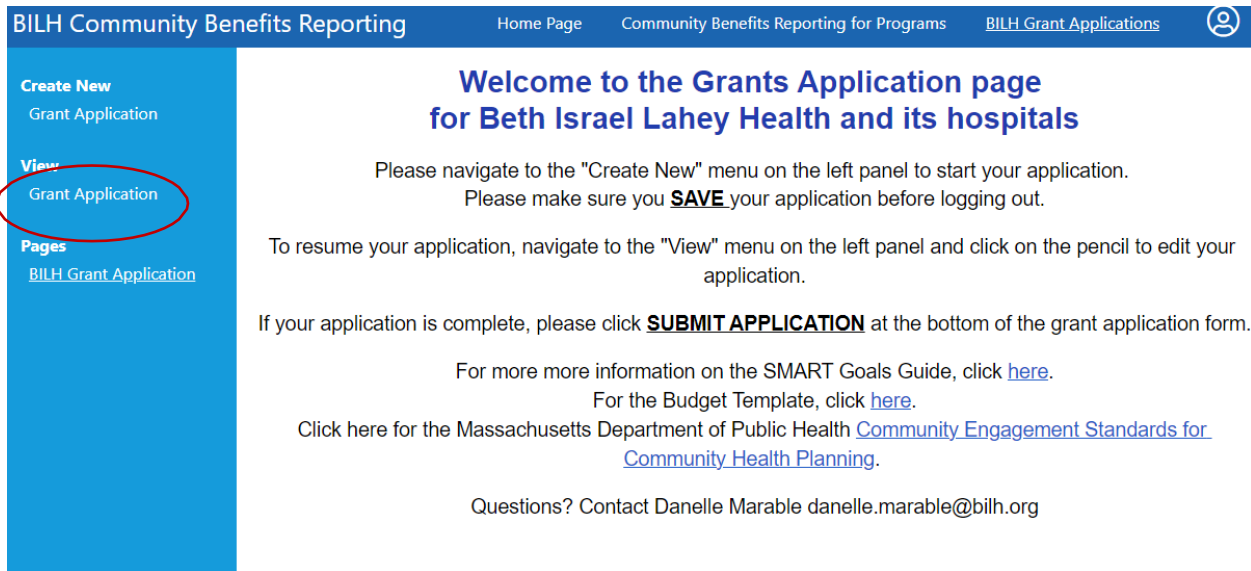 BILH Community Benefits Reporting
Home Page
Community Benefits Reporting for Programs
BILH Grant Applications
Create New
Grant Application
View
Grant Application
Pages
BILH Grant Application
Welcome to the Grants Application page
for Beth Israel Lahey Health and its hospitals
Please navigate to the "Create New" menu on the left panel to start your application.
Please make sure you SAVE your application before logging out.
To resume your application, navigate to the "View" menu on the left panel and click on the pencil to edit your
application.
If your application is complete, please click SUBMIT APPLICATION at the bottom of the grant application form.
For more more information on the SMART Goals Guide, click here.
For the Budget Template, click here.
Click here for the Massachusetts Department of Public Health Community Engagement Standards for
Community Health Planning.
Questions? Contact Danelle Marable danelle.marable@bilh.org